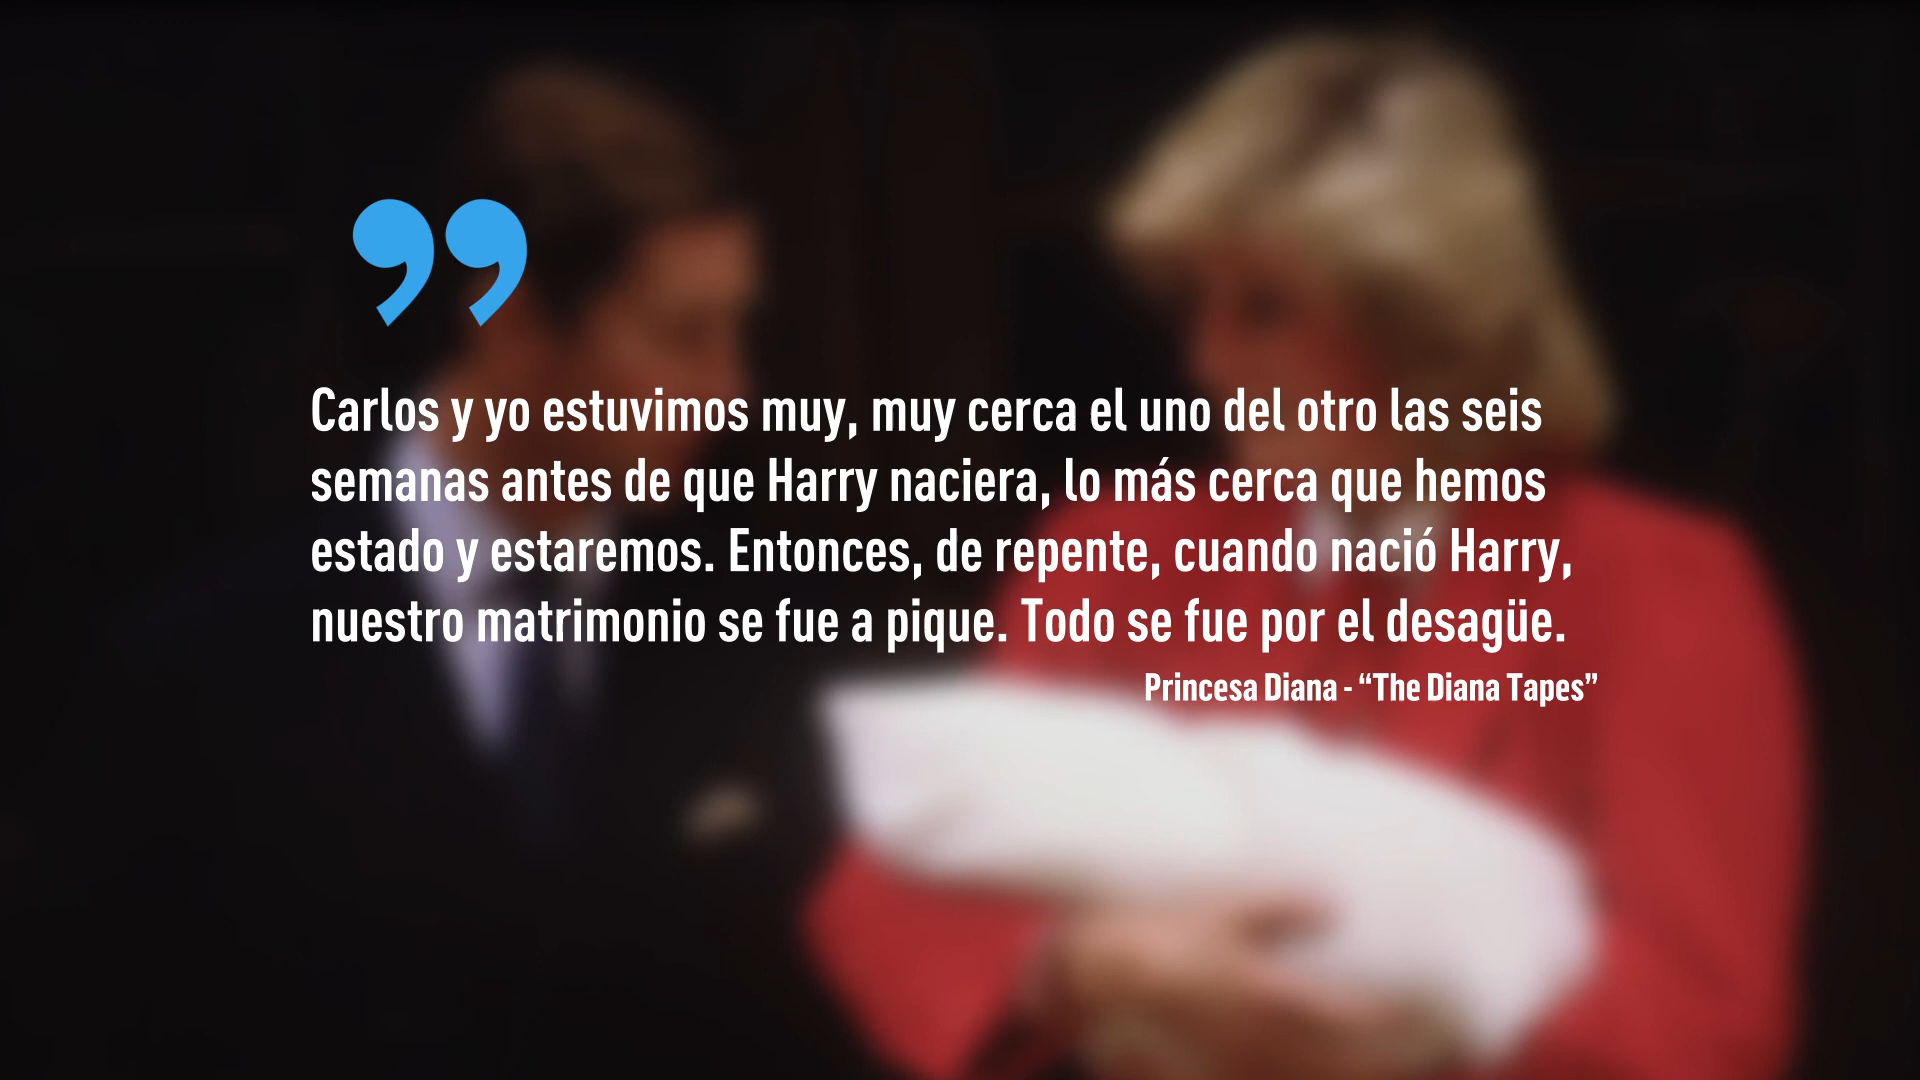 ”
Carlos y yo estuvimos muy, muy cerca el uno del otro las seis
semanas antes de que Harry naciera, lo más cerca que hemos
estado y estaremos. Entonces, de repente, cuando nació Harry,
nuestro matrimonio se fue a pique. Todo se fue por el desagüe.
Princesa Diana - “The Diana Tapes”